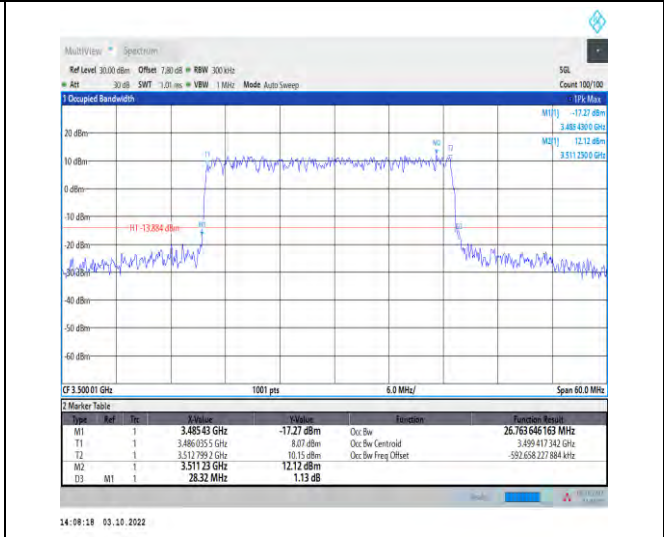 MultiView Spectrum
Ref Level 30.00 dBm Offset 7.80 dB RBW 300 kHz SGL
Att 30 dB SWT 1.01 ms VBW 1 MHz Mode Auto Sweep Count 100/100
1 Occupied Bandwidth 1Pk Max
M1[1] -17.27 dBm
3.485 430 0 GHz
M2[1] 12.12 dBm
3.511 230 0 GHz
20 dBm
M2
T1 T2
10 dBm
0 dBm
-10 dBm
M1
H1 -13.884 dBm
D3
-20 dBm
-30 dBm
-40 dBm
-50 dBm
-60 dBm
CF 3.500 01 GHz 1001 pts 6.0 MHz/ Span 60.0 MHz
2 Marker Table
Type Ref Trc X-Value Y-Value Function Function Result
M1 1 3.485 43 GHz -17.27 dBm Occ Bw 26.763 646 163 MHz
T1 1 3.486 035 5 GHz 8.07 dBm Occ Bw Centroid 3.499 417 342 GHz
T2 1 3.512 799 2 GHz 10.15 dBm Occ Bw Freq Offset -592.658 227 884 kHz
M2 1 3.511 23 GHz 12.12 dBm
D3 M1 1 28.32 MHz 1.13 dB
14:08:18 03.10.2022